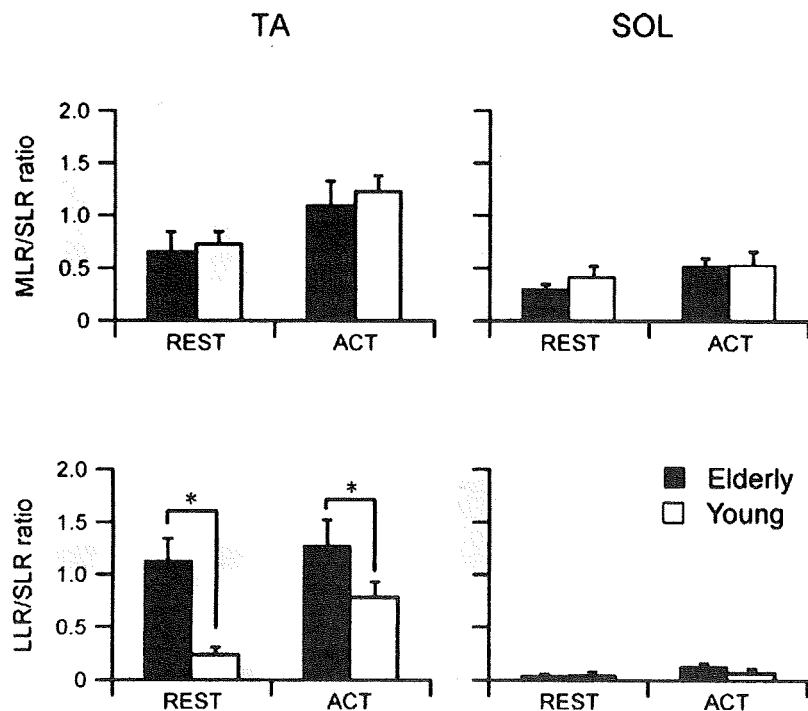 TA SOL
MLR/SLR ratio
2.0
1.5
1.0
0.5
0
REST ACT
REST ACT
LLR/SLR ratio
2.0
1.5
1.0
0.5
0
* *
REST ACT
Elderly
Young
REST ACT